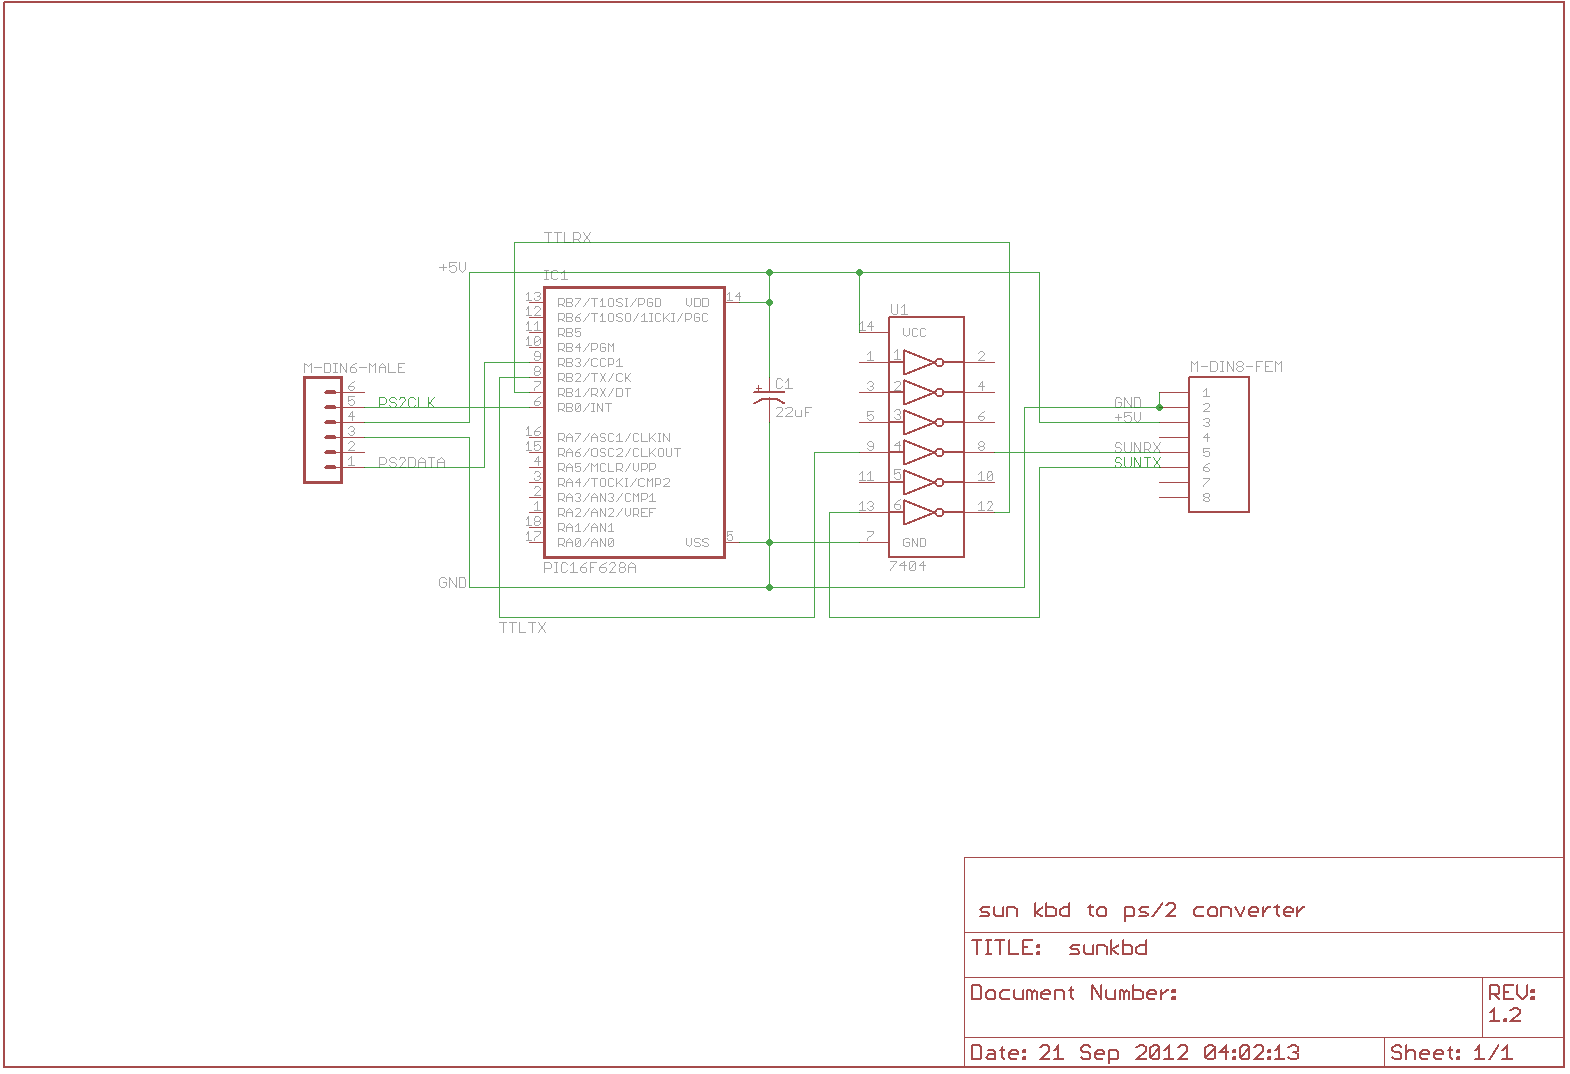 TTLRX
+5V
IC1
13 RB7/T1OSI/PGD VDD 14
12 RB6/T1OSO/1ICKI/PGC
11 RB5
10 RB4/PGM
9 RB3/CCP1
8 RB2/TX/CK
7 RB1/RX/DT
6 RB0/INT
16 RA7/ASC1/CLKIN
15 RA6/OSC2/CLKOUT
4 RA5/MCLR/VPP
3 RA4/TOCKI/CMP2
2 RA3/AN3/CMP1
1 RA2/AN2/VREF
18 RA1/AN1
17 RA0/AN0 VSS 5
PIC16F628A
M-DIN6-MALE
6
5 PS2CLK
4
3
2
1 PS2DATA
GND
TTLTX
C1
+
22uF
U1
14 VCC
1 1 2
3 2 4
5 3 6
9 4 8
11 5 10
13 6 12
7 GND
7404
M-DIN8-FEM
1
GND 2
+5V 3
4
SUNRX 5
SUNTX 6
7
8
sun kbd to ps/2 converter
TITLE: sunkbd
Document Number:
REV:
1.2
Date: 21 Sep 2012 04:02:13
Sheet: 1/1